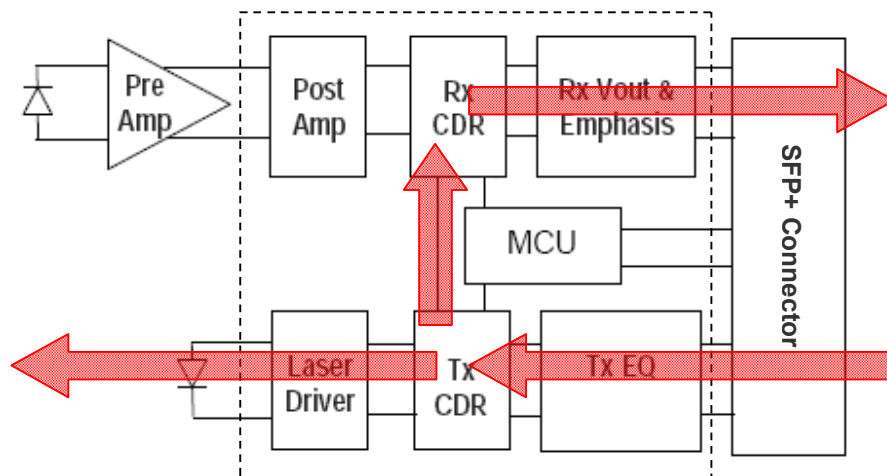 Pre
Amp
Post
Amp
Rx
CDR
Rx Vout &
Emphasis
SFP+ Connector
MCU
Laser
Driver
Tx
CDR
Tx EQ